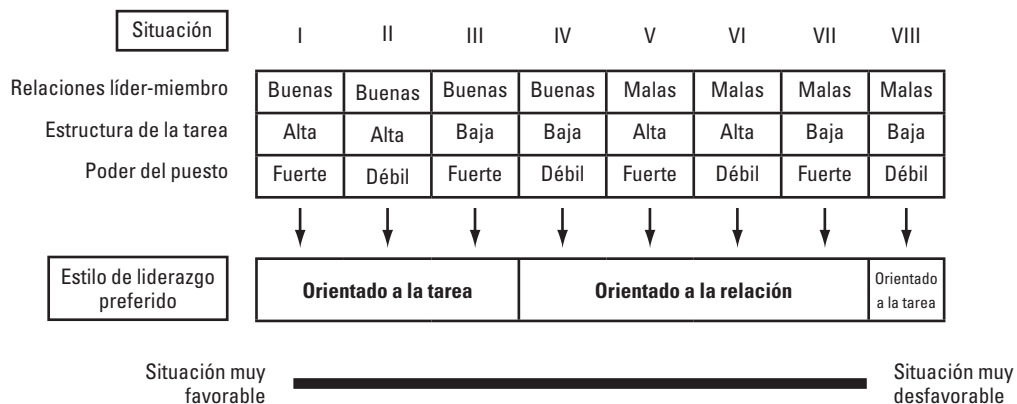 Situación I II III IV V VI VII VIII
Relaciones líder-miembro Buenas Buenas Buenas Buenas Malas Malas Malas Malas
Estructura de la tarea Alta Alta Baja Baja Alta Alta Baja Baja
Poder del puesto Fuerte Débil Fuerte Débil Fuerte Débil Fuerte Débil
Estilo de liderazgo
preferido
Orientado a la tarea
Orientado a la relación
Orientado
a la tarea
Situación muy
favorable
Situación muy
desfavorable